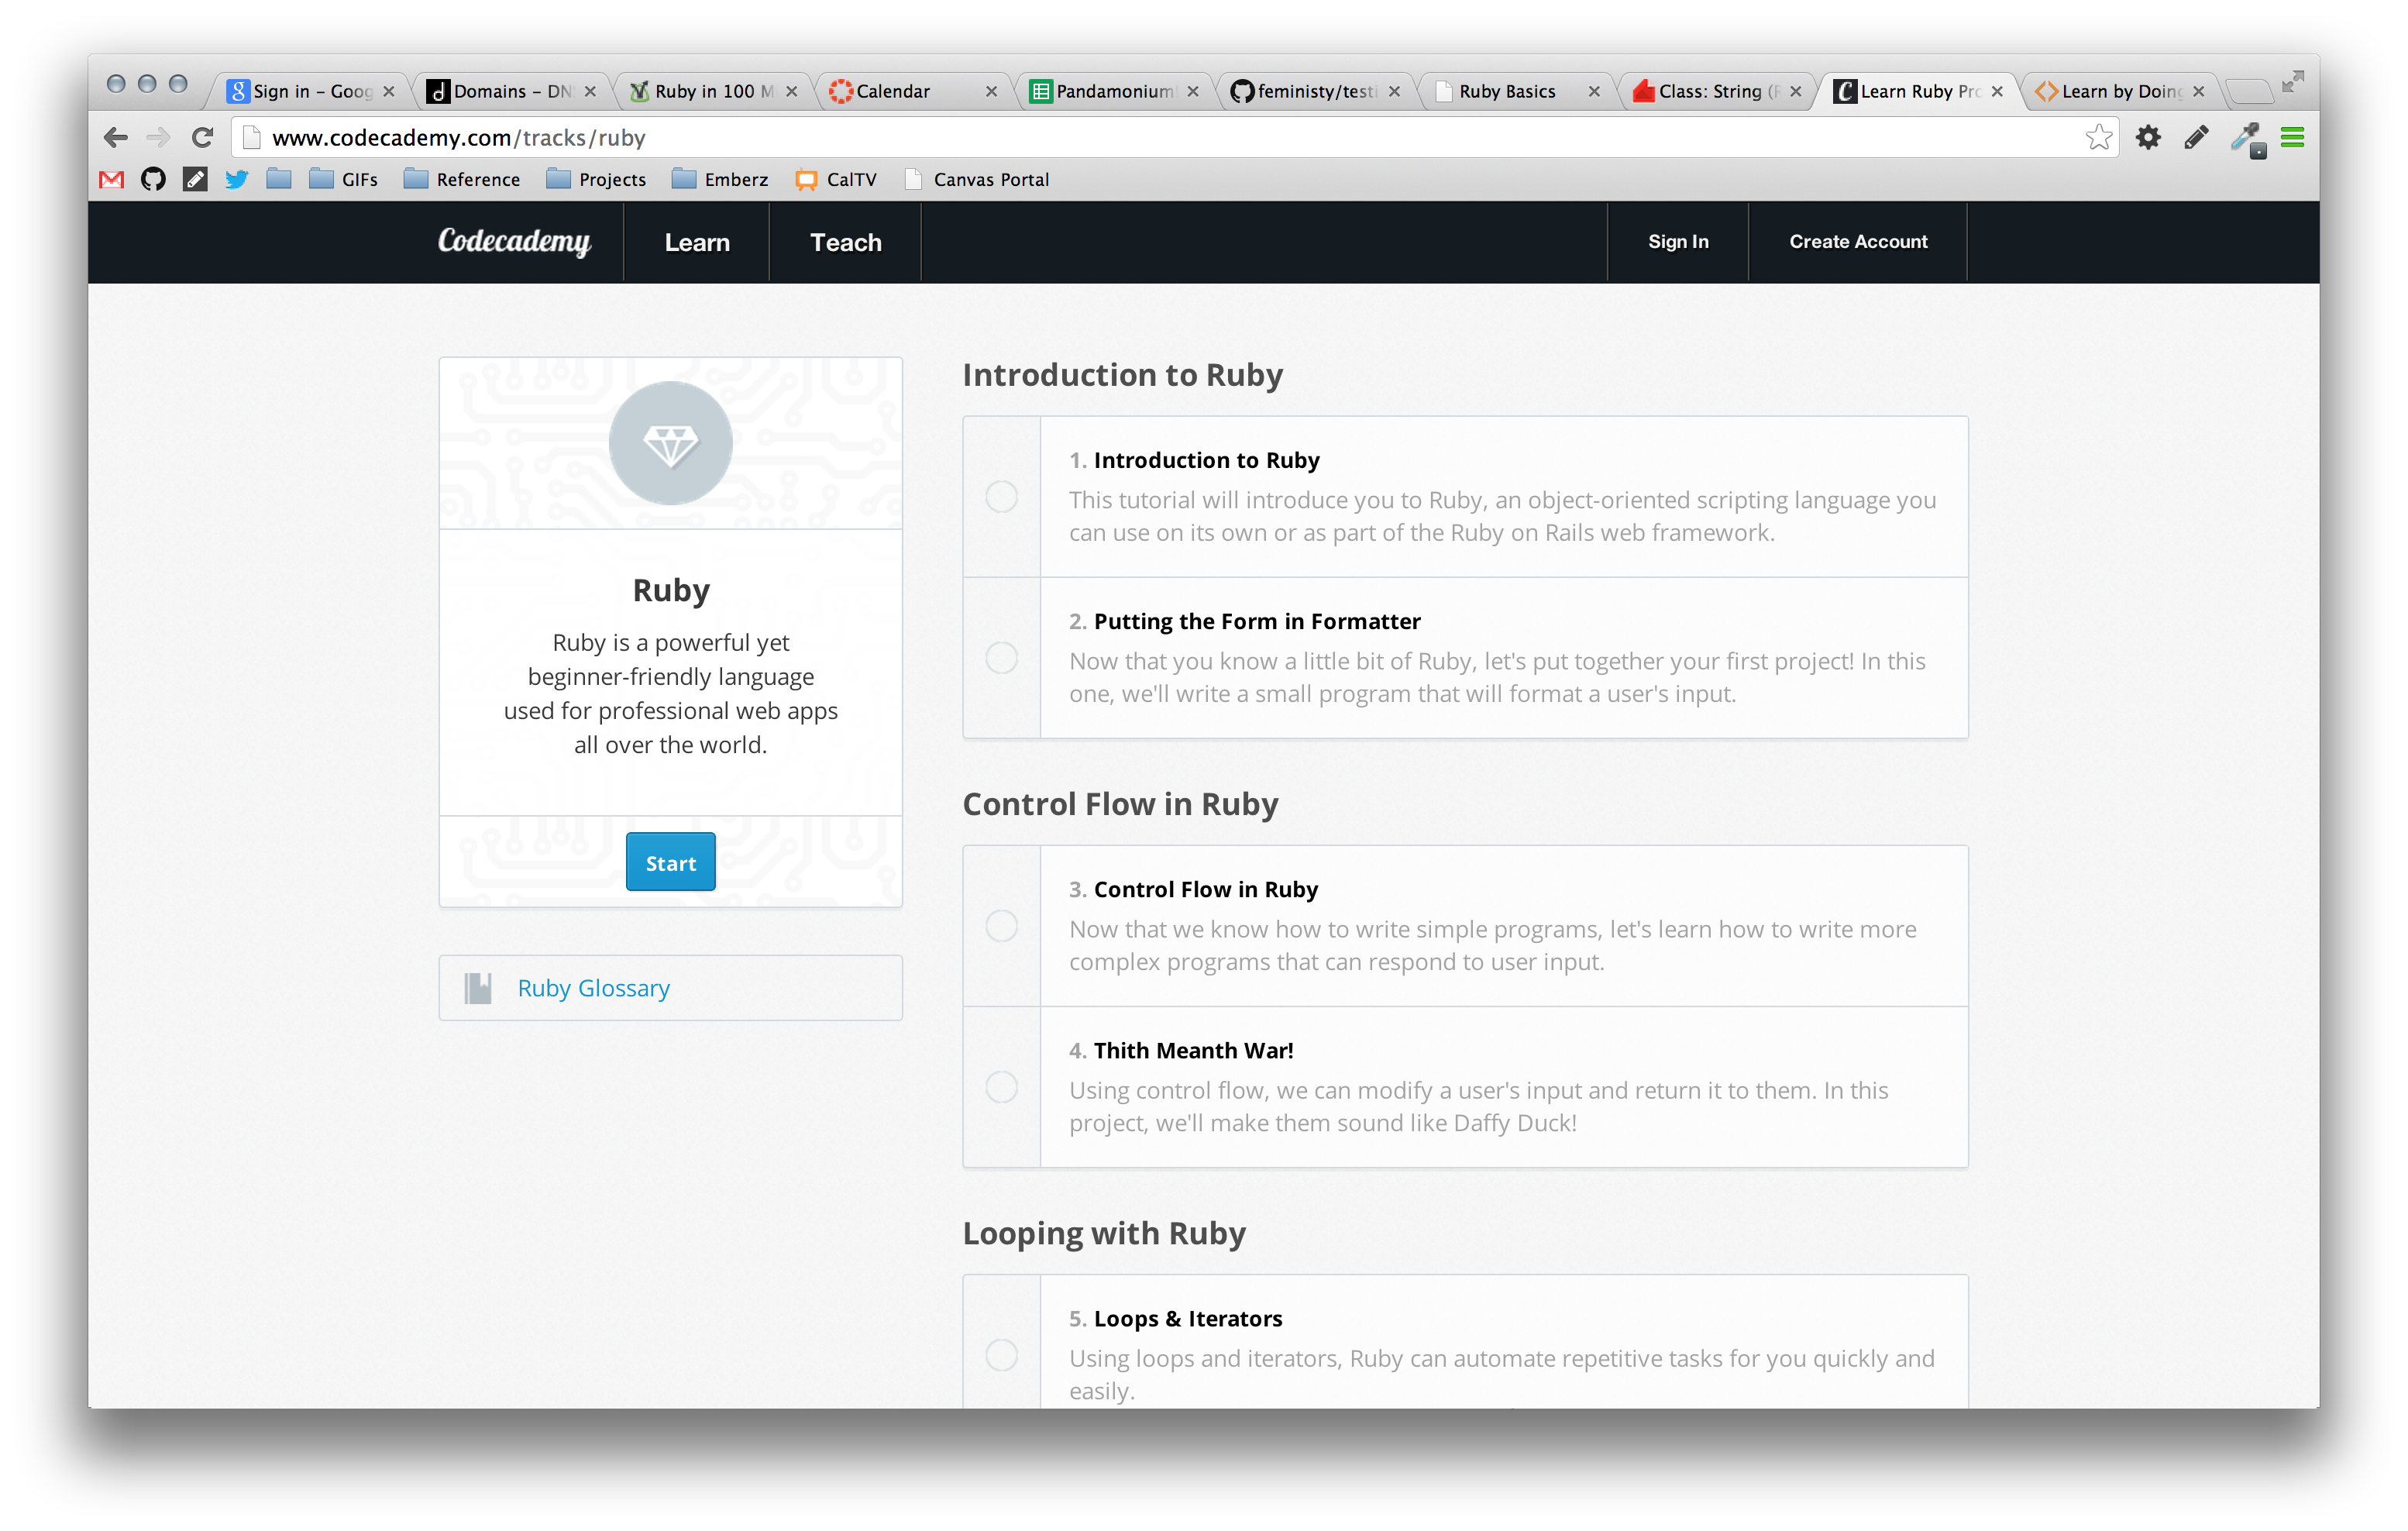 Sign in – Goog
Domains – DN
Ruby in 100 M
Calendar
Pandamonium
feministy/testi
Ruby Basics
Class: String (R
Learn Ruby Pro
Learn by Doing
www.codecademy.com/tracks/ruby
GIFs
Reference
Projects
Emberz
CalTV
Canvas Portal
Codecademy
Learn
Teach
Sign In
Create Account
Ruby
Ruby is a powerful yet
beginner-friendly language
used for professional web apps
all over the world.
Start
Ruby Glossary
Introduction to Ruby
1. Introduction to Ruby
This tutorial will introduce you to Ruby, an object-oriented scripting language you
can use on its own or as part of the Ruby on Rails web framework.
2. Putting the Form in Formatter
Now that you know a little bit of Ruby, let's put together your first project! In this
one, we'll write a small program that will format a user's input.
Control Flow in Ruby
3. Control Flow in Ruby
Now that we know how to write simple programs, let's learn how to write more
complex programs that can respond to user input.
4. Thith Meanth War!
Using control flow, we can modify a user's input and return it to them. In this
project, we'll make them sound like Daffy Duck!
Looping with Ruby
5. Loops & Iterators
Using loops and iterators, Ruby can automate repetitive tasks for you quickly and
easily.